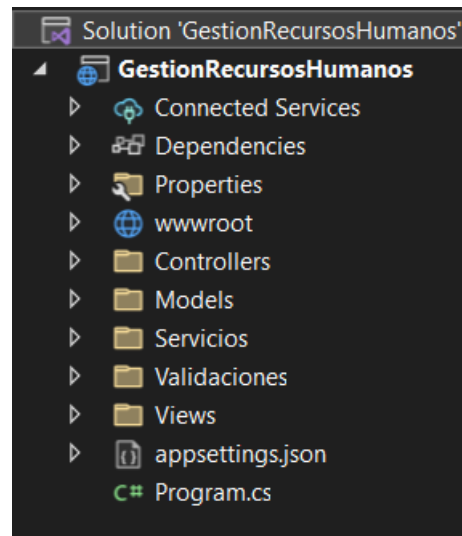 Solution 'GestionRecursosHumanos'
GestionRecursosHumanos
Connected Services
Dependencies
Properties
wwwroot
Controllers
Models
Servicios
Validaciones
Views
appsettings.json
C# Program.cs